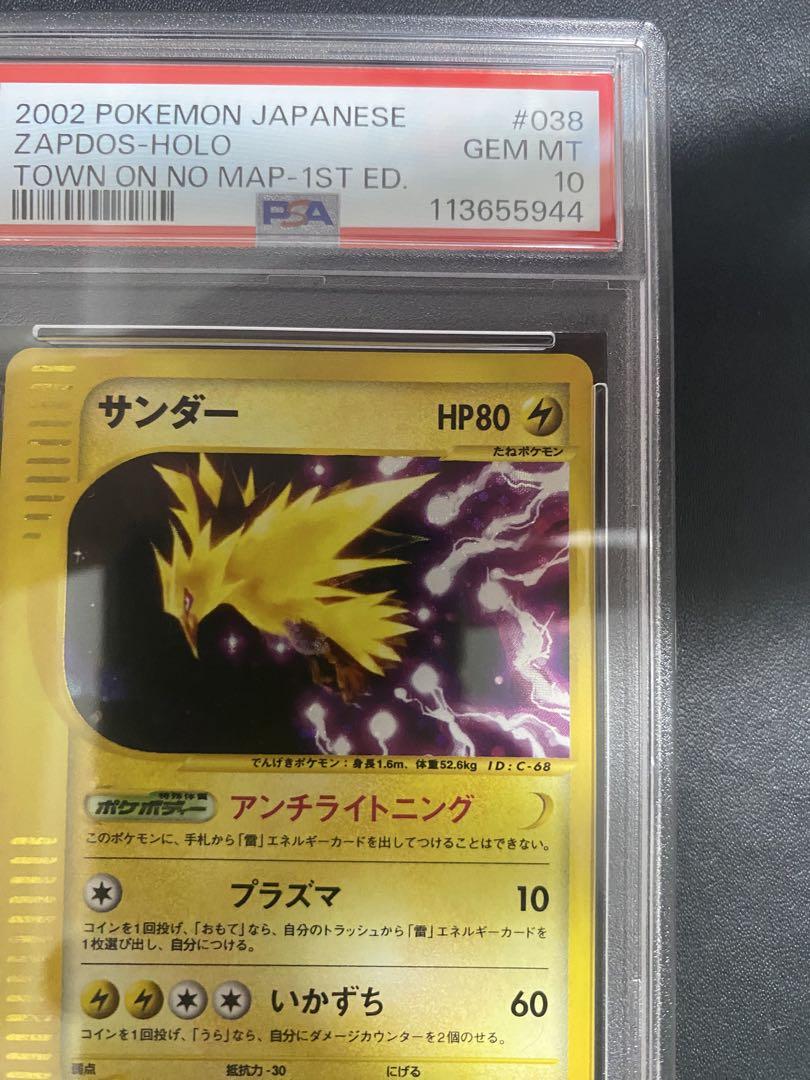 2002 POKEMON JAPANESE #038
ZAPDOS-HOLO GEM MT
TOWN ON NO MAP-1ST ED. 10
PSA 113655944
サンダー HP80
たねポケモン
でんげきポケモン：身長1.6m、体重52.6kg ID:C-68
特殊体質
ポケボディー アンチライトニング
このポケモンに、手札から「雷」エネルギーカードを出してつけることはできない。
プラズマ 10
コインを1回投げ、「おもて」なら、自分のトラッシュから「雷」エネルギーカードを
1枚選び出し、自分につける。
いかずち 60
コインを1回投げ、「うら」なら、自分にダメージカウンターを2個のせる。
弱点 抵抗力-30 にげる